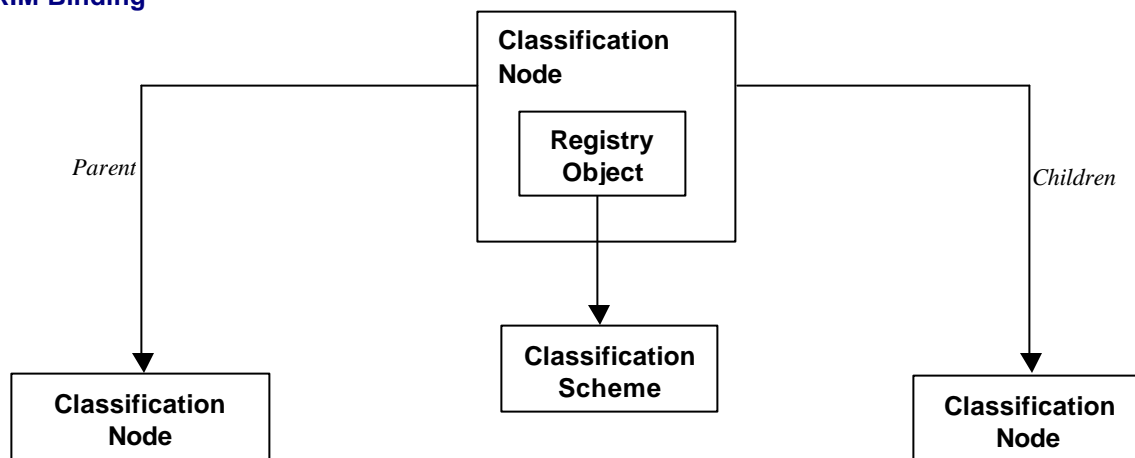 RIM Binding
Classification
Node
Registry
Object
Parent
Children
Classification
Scheme
Classification
Node
Classification
Node